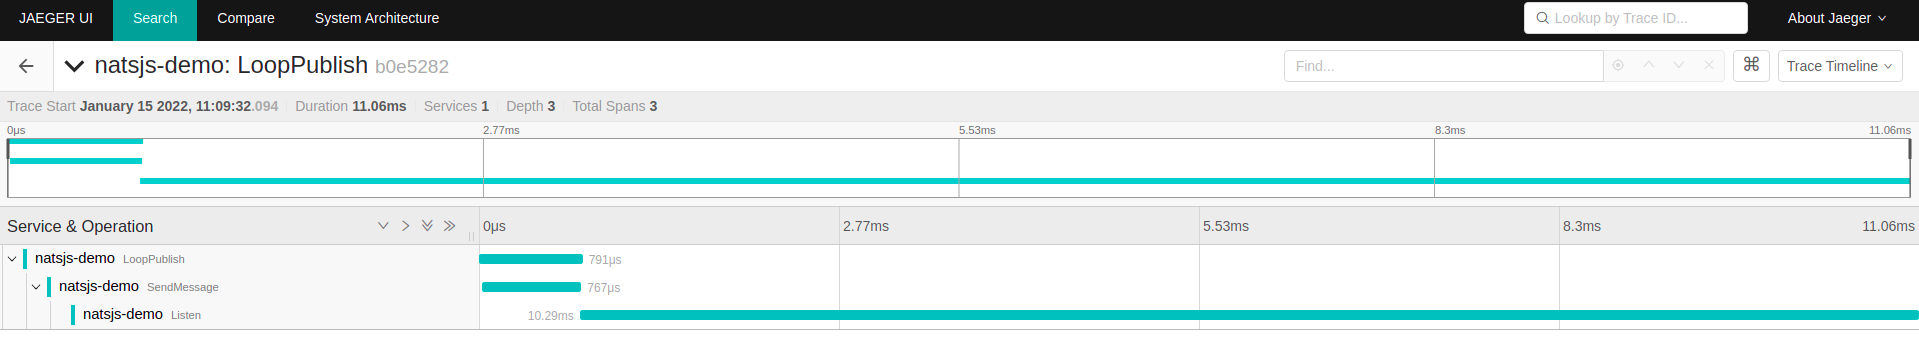 JAEGER UI Search Compare System Architecture Lookup by Trace ID... About Jaeger
natsjs-demo: LoopPublish b0e5282 Find... ⌘ Trace Timeline
Trace Start January 15 2022, 11:09:32.094 Duration 11.06ms Services 1 Depth 3 Total Spans 3
0μs 2.77ms 5.53ms 8.3ms 11.06ms
Service & Operation 0μs 2.77ms 5.53ms 8.3ms 11.06ms
natsjs-demo LoopPublish 791μs
natsjs-demo SendMessage 767μs
natsjs-demo Listen 10.29ms